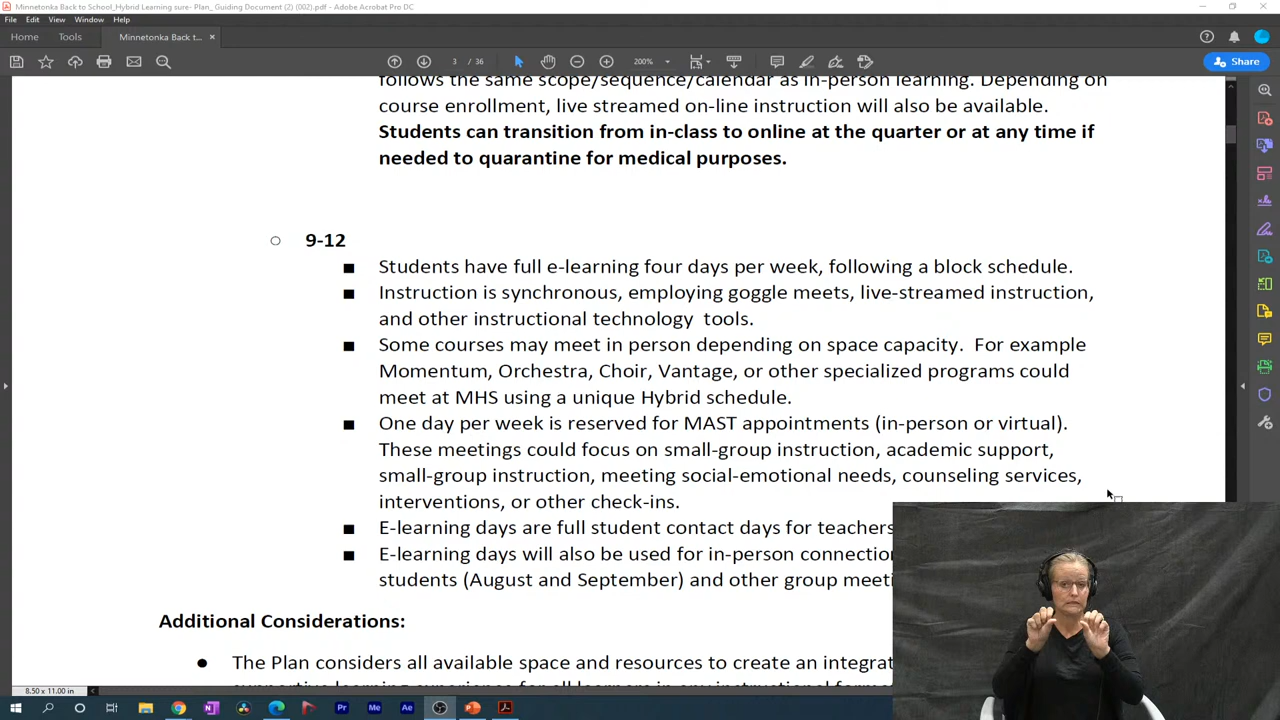 Minnetonka Back to School_Hybrid Learning sure- Plan_ Guiding Document (2) (002).pdf - Adobe Acrobat Pro DC
File Edit View Window Help
Home Tools Minnetonka Back t... ×
3 / 36 200% Share
follows the same scope/sequence/calendar as in-person learning. Depending on
course enrollment, live streamed on-line instruction will also be available.
Students can transition from in-class to online at the quarter or at any time if
needed to quarantine for medical purposes.
○ 9-12
■ Students have full e-learning four days per week, following a block schedule.
■ Instruction is synchronous, employing goggle meets, live-streamed instruction,
and other instructional technology tools.
■ Some courses may meet in person depending on space capacity. For example
Momentum, Orchestra, Choir, Vantage, or other specialized programs could
meet at MHS using a unique Hybrid schedule.
■ One day per week is reserved for MAST appointments (in-person or virtual).
These meetings could focus on small-group instruction, academic support,
small-group instruction, meeting social-emotional needs, counseling services,
interventions, or other check-ins.
■ E-learning days are full student contact days for teachers
■ E-learning days will also be used for in-person connection
students (August and September) and other group meeti
Additional Considerations:
● The Plan considers all available space and resources to create an integrat
8.50 x 11.00 in
Pr Me Ae